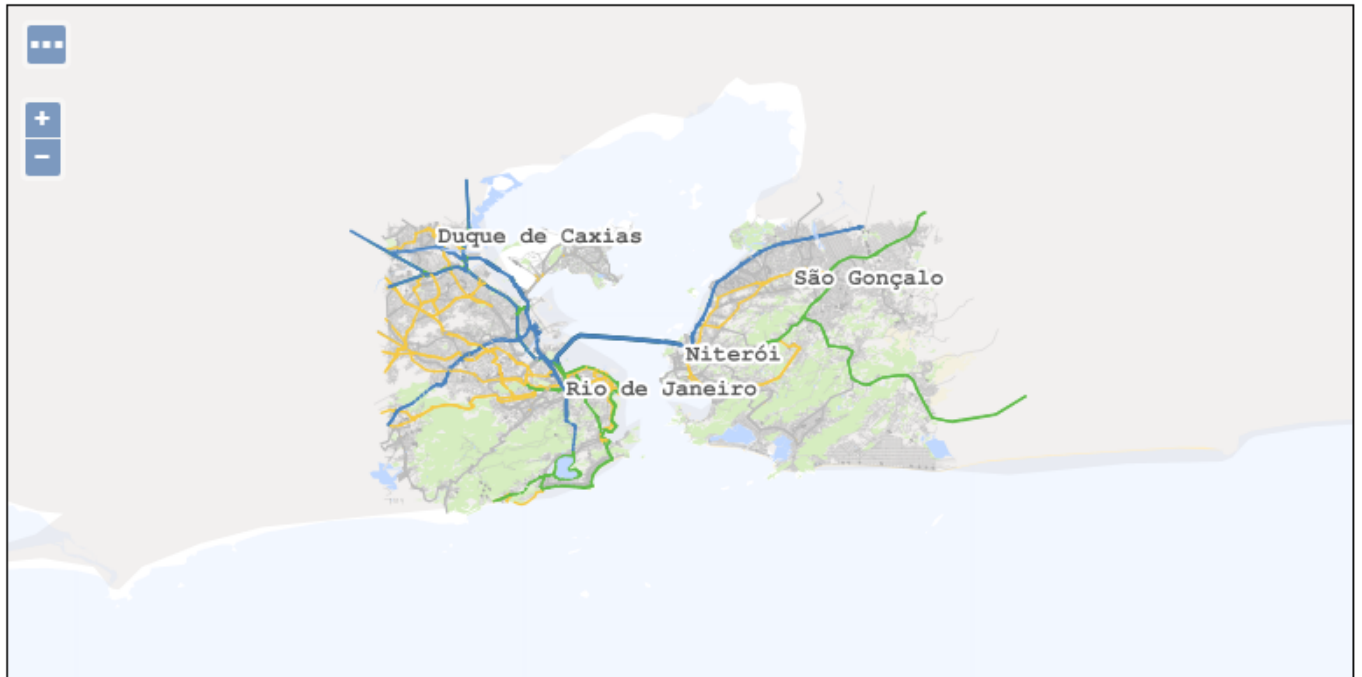 +
−
Duque de Caxias
São Gonçalo
Niterói
Rio de Janeiro